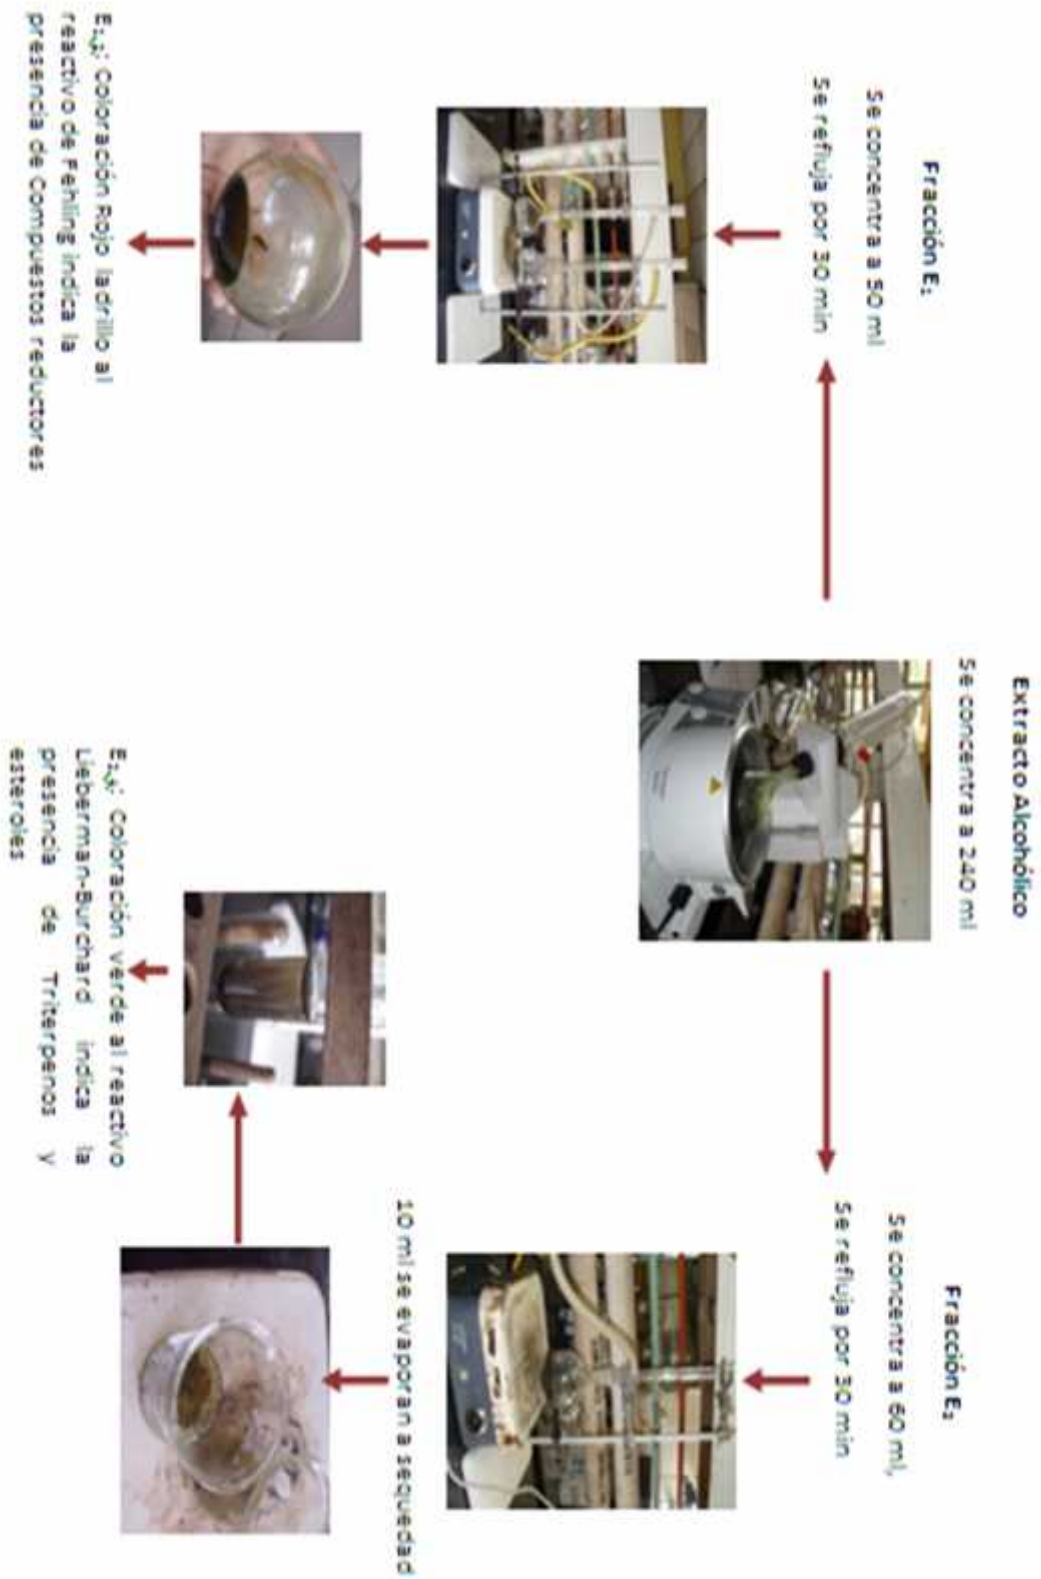 Extracto Alcohólico
Se concentra a 240 ml
Fracción E₁
Se concentra a 50 ml
Se refluja por 30 min
E₁.₂: Coloración Rojo ladrillo al
reactivo de Fehling indica la
presencia de Compuestos reductores
Fracción E₂
Se concentra a 60 ml,
Se refluja por 30 min
10 ml se evaporan a sequedad
Coloración verde al reactivo
Lieberman-Burchard indica la
presencia de Triterpenos y
esteroles